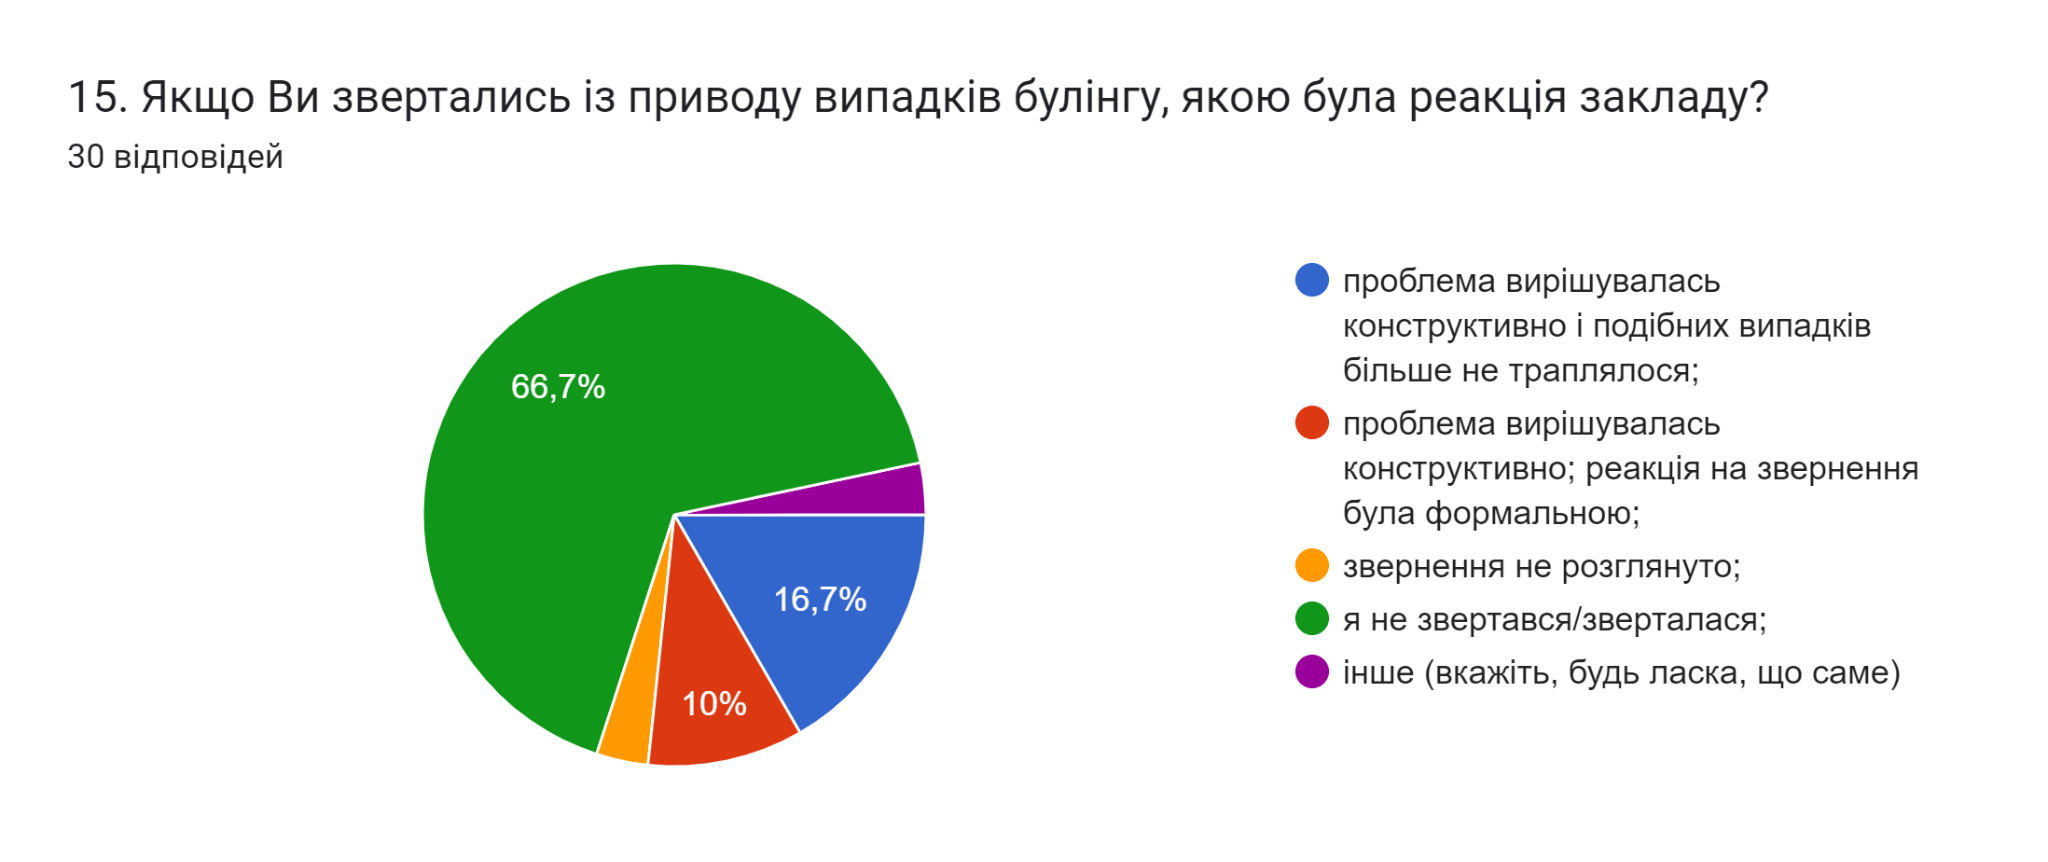 15. Якщо Ви звертались із приводу випадків булінгу, якою була реакція закладу?
30 відповідей
66,7%
16,7%
10%
проблема вирішувалась
конструктивно і подібних випадків
більше не траплялося;
проблема вирішувалась
конструктивно; реакція на звернення
була формальною;
звернення не розглянуто;
я не звертався/зверталася;
інше (вкажіть, будь ласка, що саме)